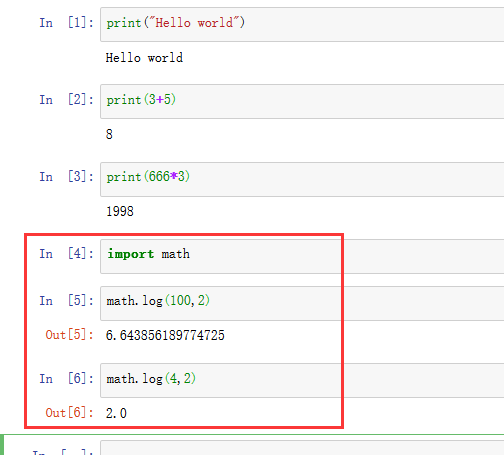 In [1]: print("Hello world")
Hello world
In [2]: print(3+5)
8
In [3]: print(666*3)
1998
In [4]: import math
In [5]: math.log(100,2)
Out[5]: 6.643856189774725
In [6]: math.log(4,2)
Out[6]: 2.0